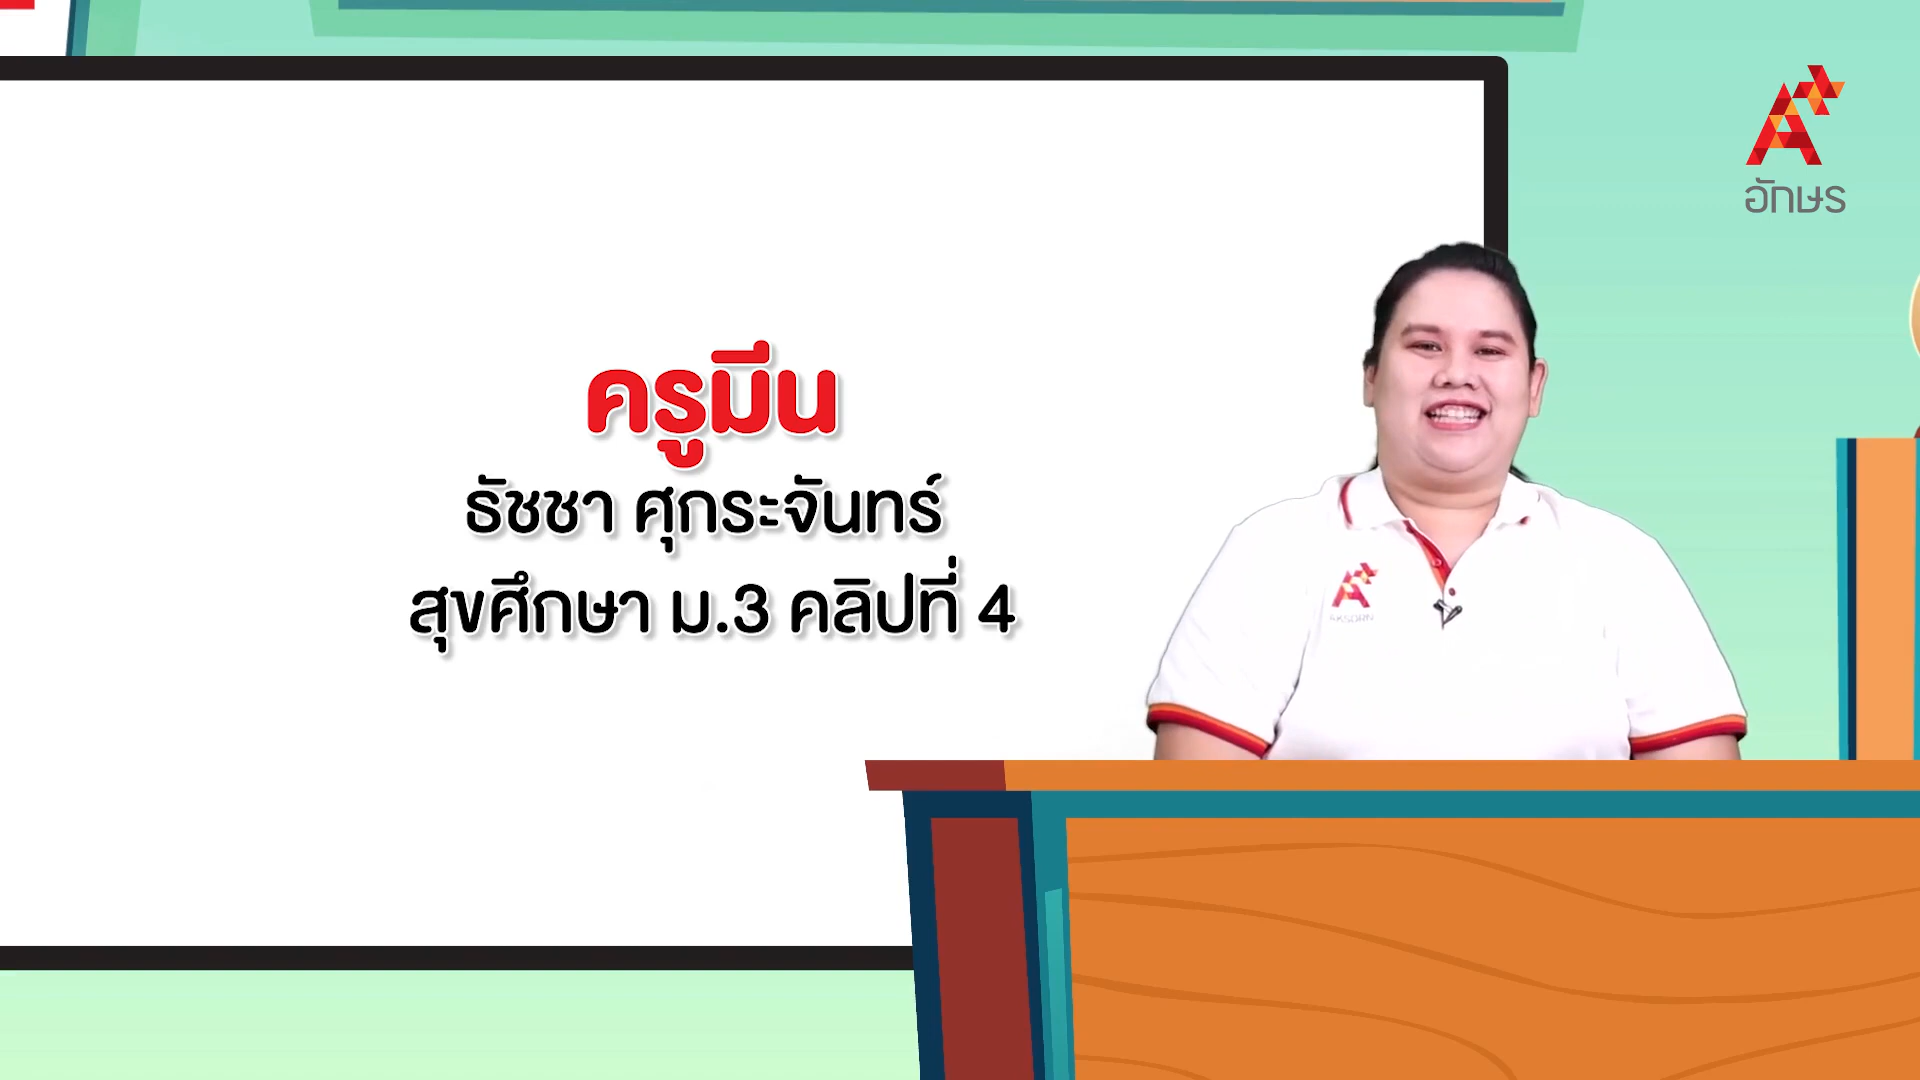 อักษร
ครูมีน
ธัชชา ศุกระจันทร์
สุขศึกษา ม.3 คลิปที่ 4
AKSORN